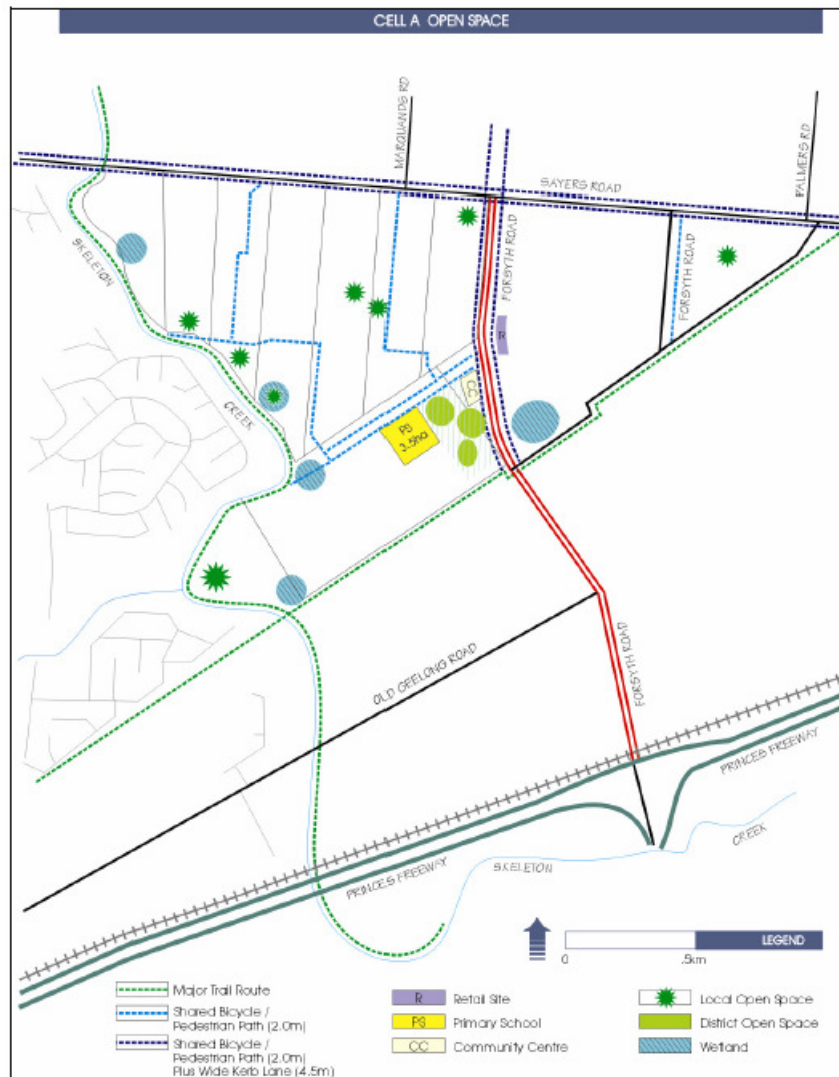 CELL A OPEN SPACE
MARQUANDS RD
PALMERS RD
SAYERS ROAD
SKELETON
FORSYTH ROAD
FORSYTH ROAD
R
CC
CREEK
PS
3.5ha
OLD GEELONG ROAD
FORSYTH ROAD
PRINCES FREEWAY
CREEK
SKELETON
PRINCES FREEWAY
LEGEND
0 .5km
Major Trail Route
Shared Bicycle /
Pedestrian Path (2.0m)
Shared Bicycle /
Pedestrian Path (2.0m)
Plus Wide Kerb Lane (4.5m)
R Retail Site
PS Primary School
CC Community Centre
Local Open Space
District Open Space
Wetland